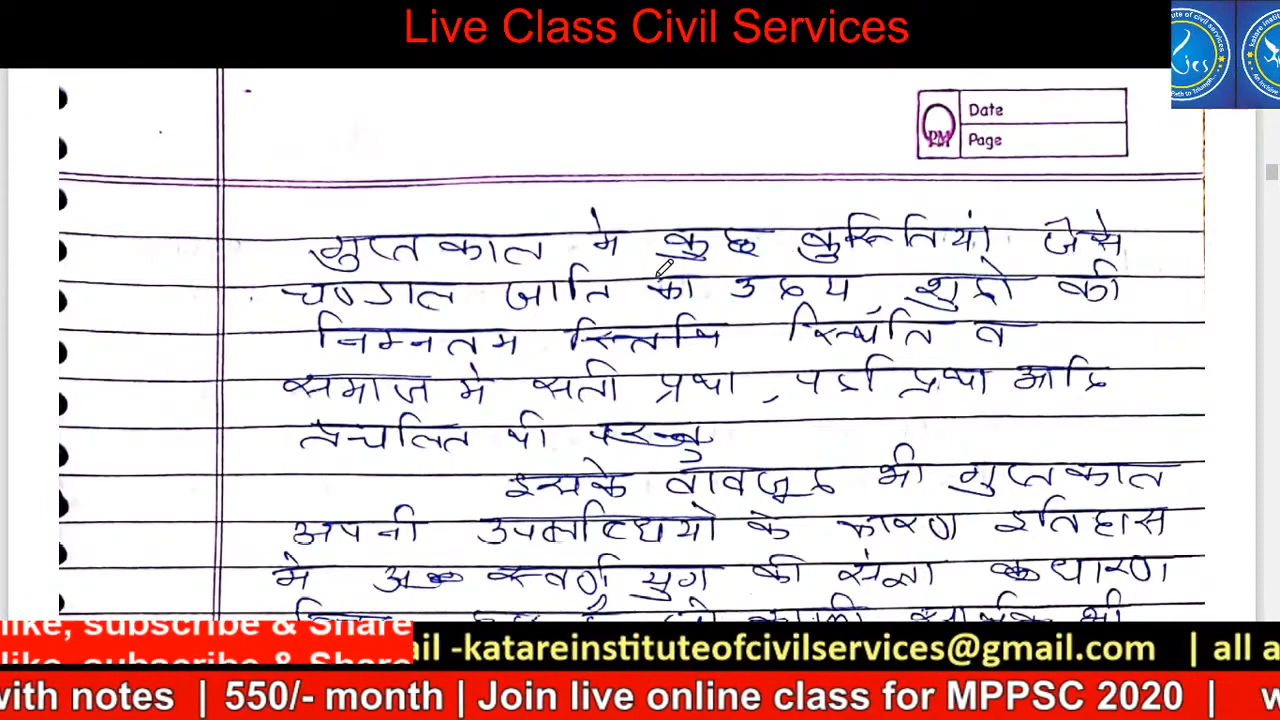 Live Class Civil Services
Date
Page
गुप्तकाल मे कुछ कुरूतियां जैसे
चण्डाल जाति का उदय, शुद्रो की
निम्नतम स्थिति व
समाज मे सती प्रथा, पर्दा प्रथा आदि
प्रचलित थी परन्तु
इसके बावजूद भी गुप्तकाल
अपनी उपलब्धियो के कारण इतिहास
मे स्वर्ण युग की संज्ञा धारण
like, subscribe & Share
ail -katareinstituteofcivilservices@gmail.com | all a
with notes | 550/- month | Join live online class for MPPSC 2020 | w